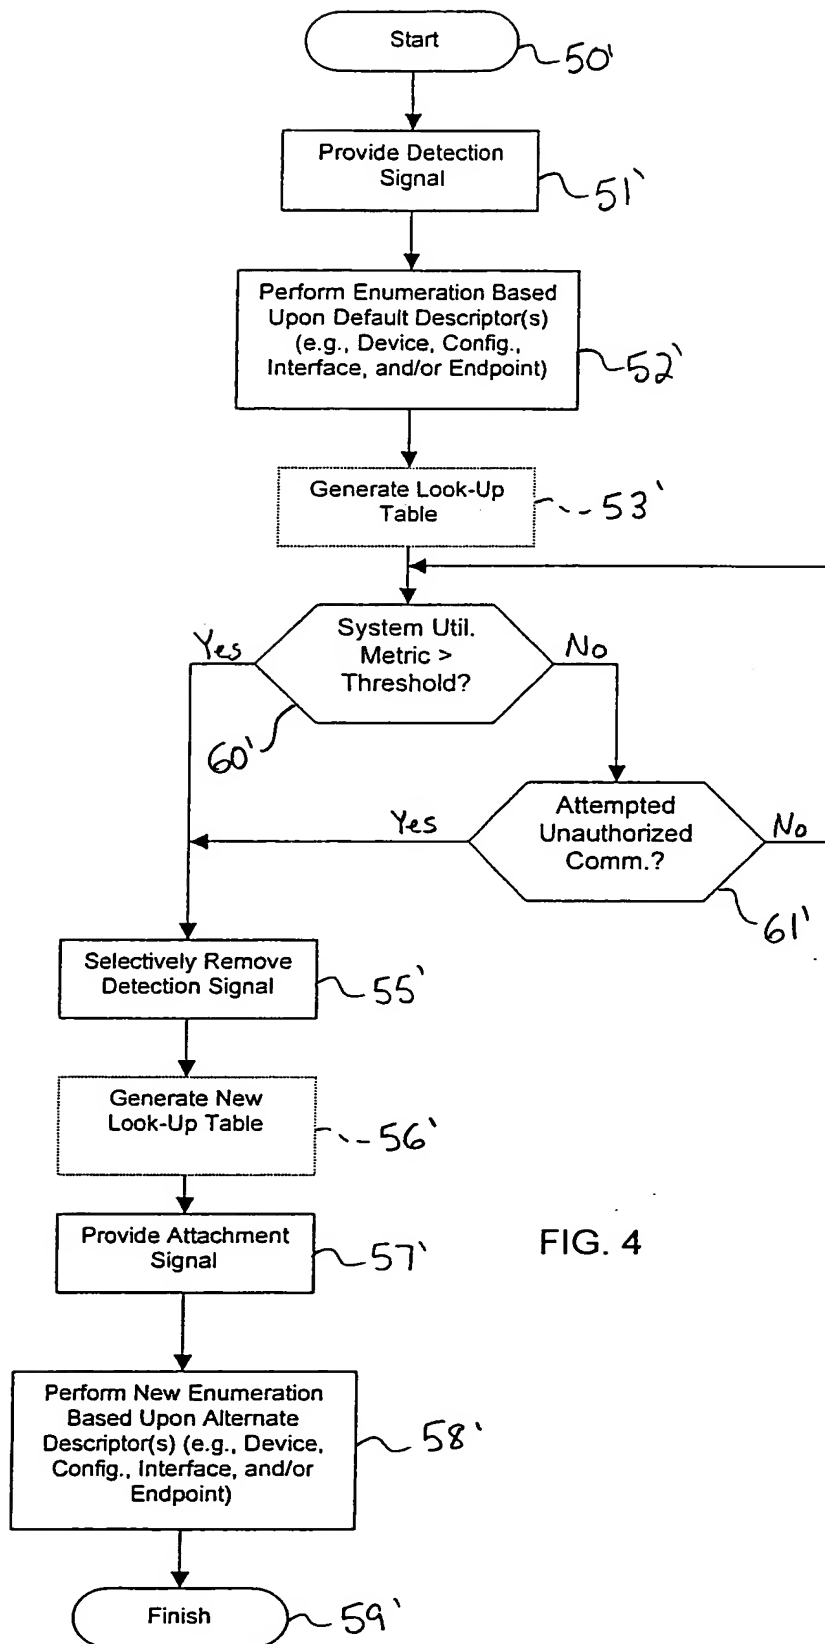 Start
50'
Provide Detection
Signal
51'
Perform Enumeration Based
Upon Default Descriptor(s)
(e.g., Device, Config.,
Interface, and/or Endpoint)
52'
Generate Look-Up
Table
53'
System Util.
Metric >
Threshold?
Yes
No
60'
Attempted
Unauthorized
Comm.?
Yes
No
61'
Selectively Remove
Detection Signal
55'
Generate New
Look-Up Table
56'
Provide Attachment
Signal
57'
FIG. 4
Perform New Enumeration
Based Upon Alternate
Descriptor(s) (e.g., Device,
Config., Interface, and/or
Endpoint)
58'
Finish
59'